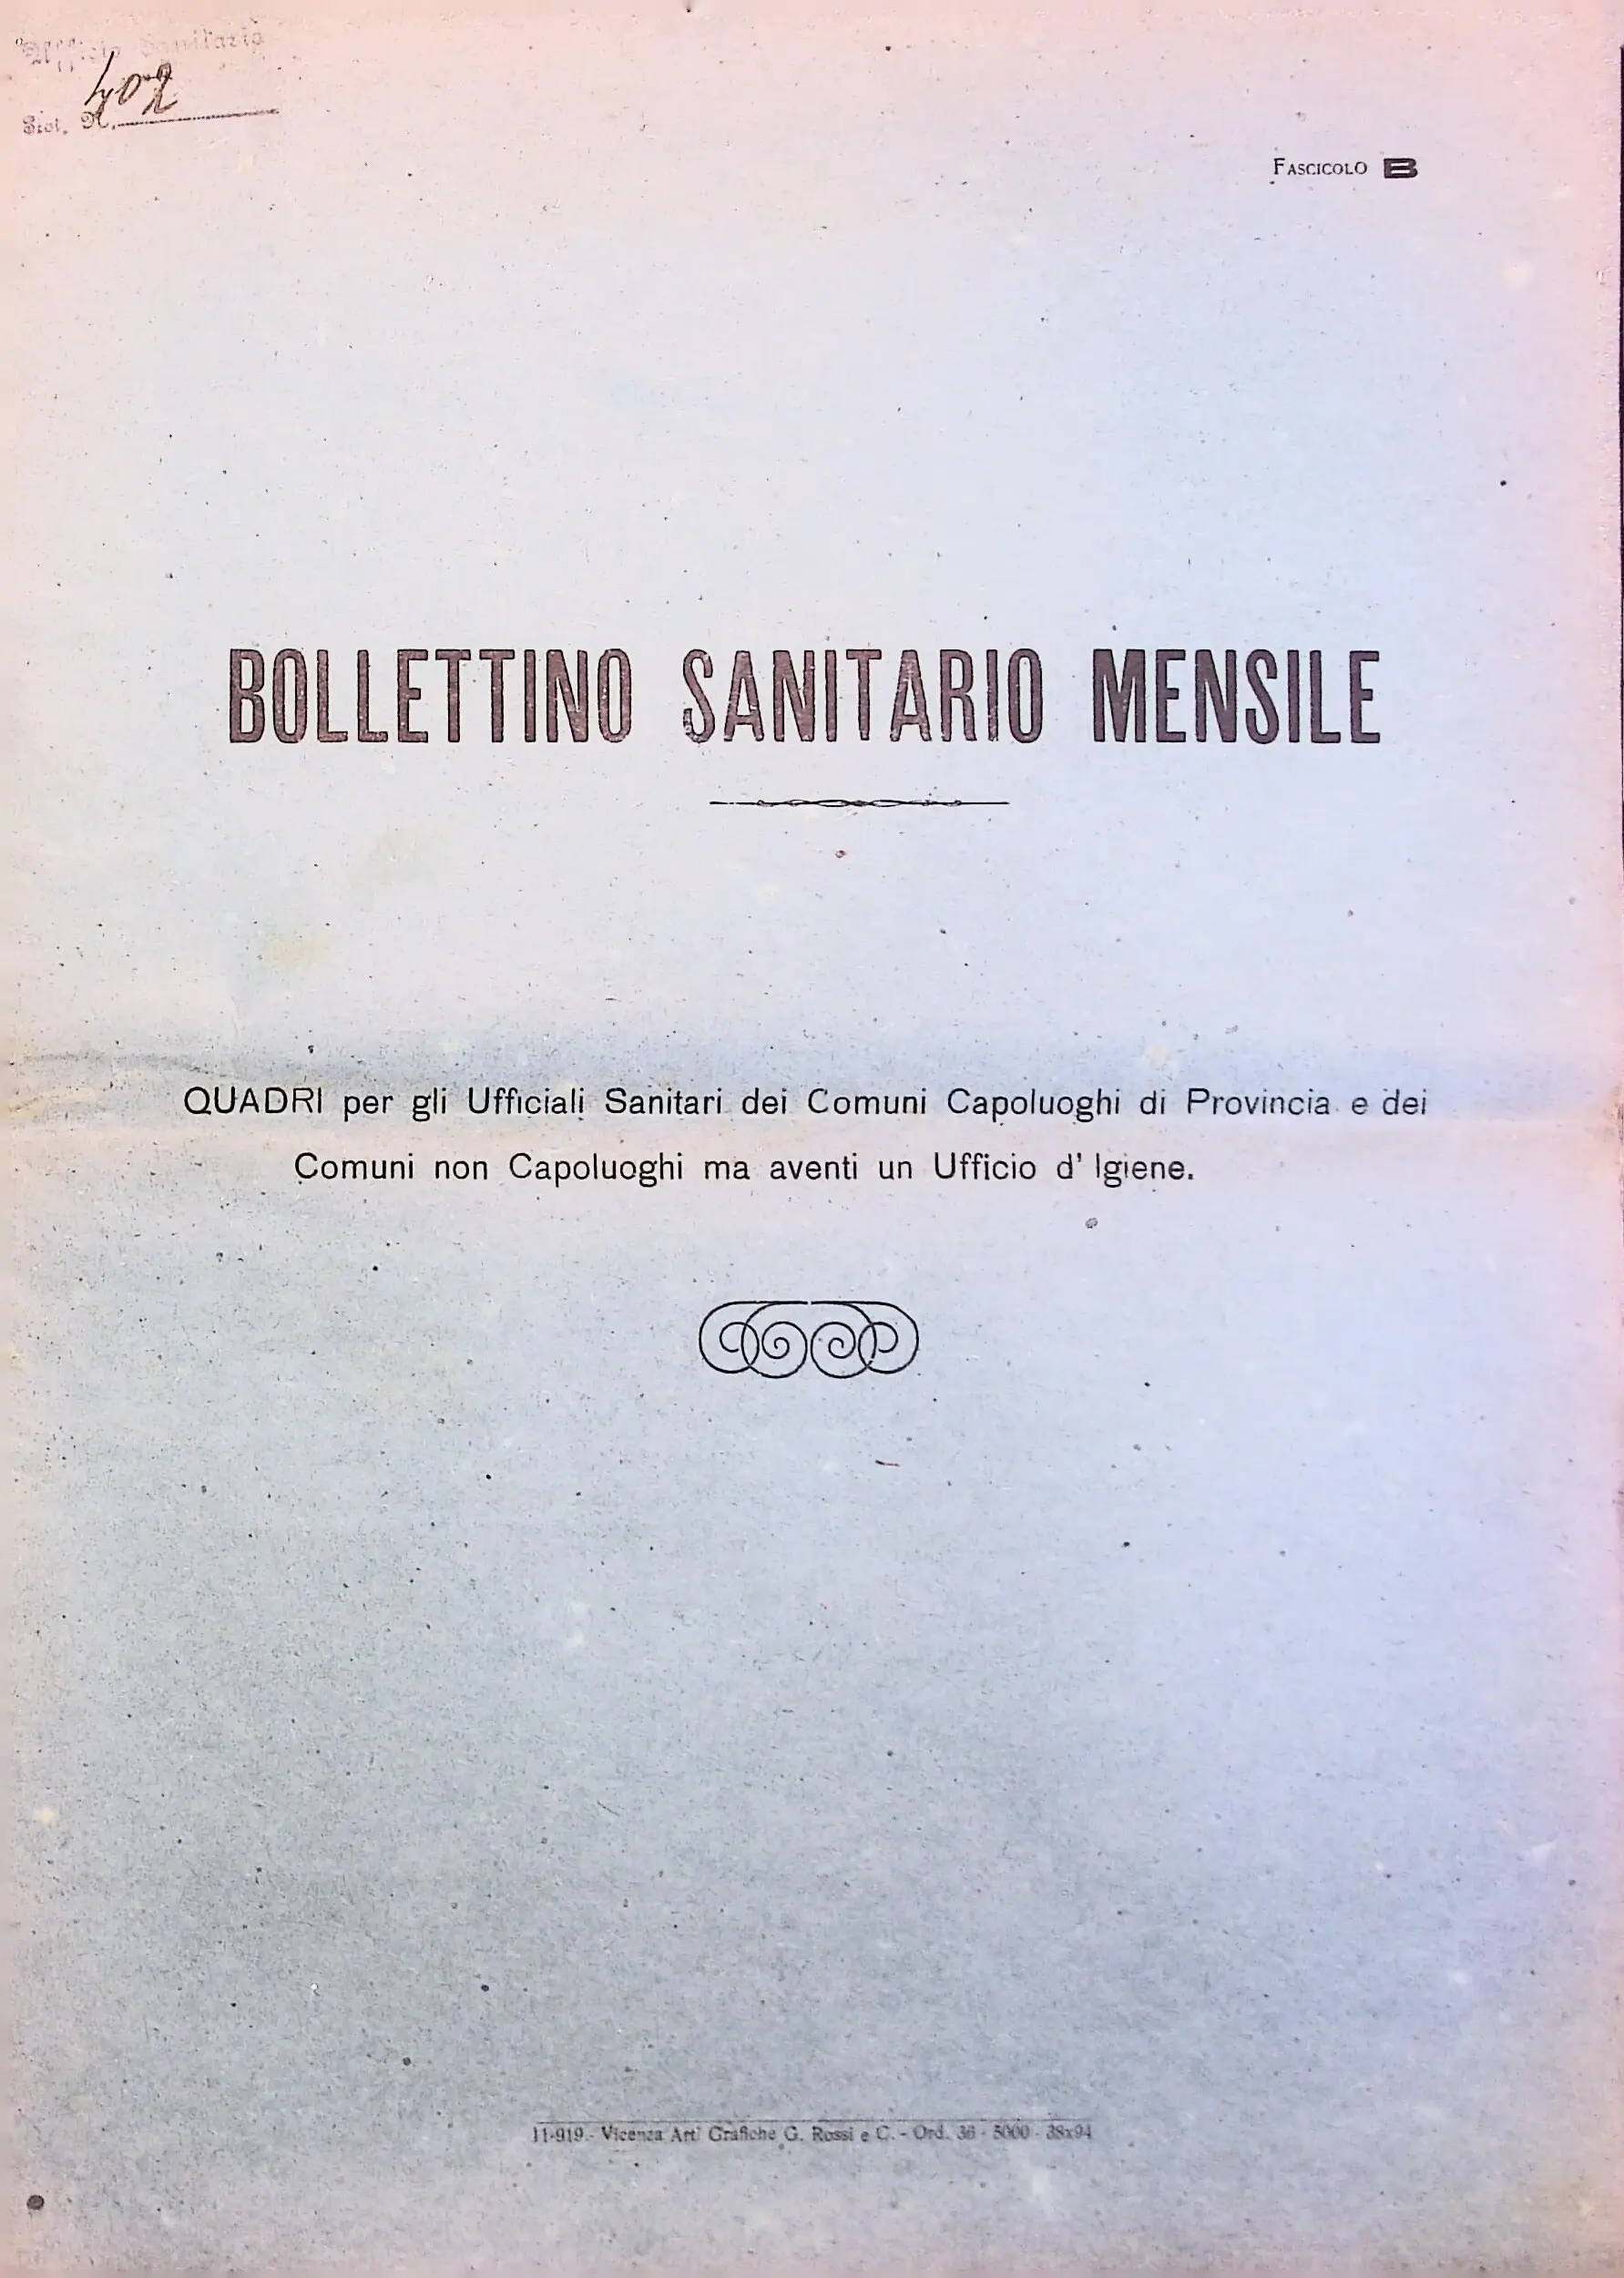 Ufficio Sanitario
402
N.
FASCICOLO B
BOLLETTINO SANITARIO MENSILE
QUADRI per gli Ufficiali Sanitari dei Comuni Capoluoghi di Provincia e dei
Comuni non Capoluoghi ma aventi un Ufficio d' Igiene.
11-919 - Vicenza Arti Grafiche G. Rossi e C. - Ord. 36 - 5000 - 38x94